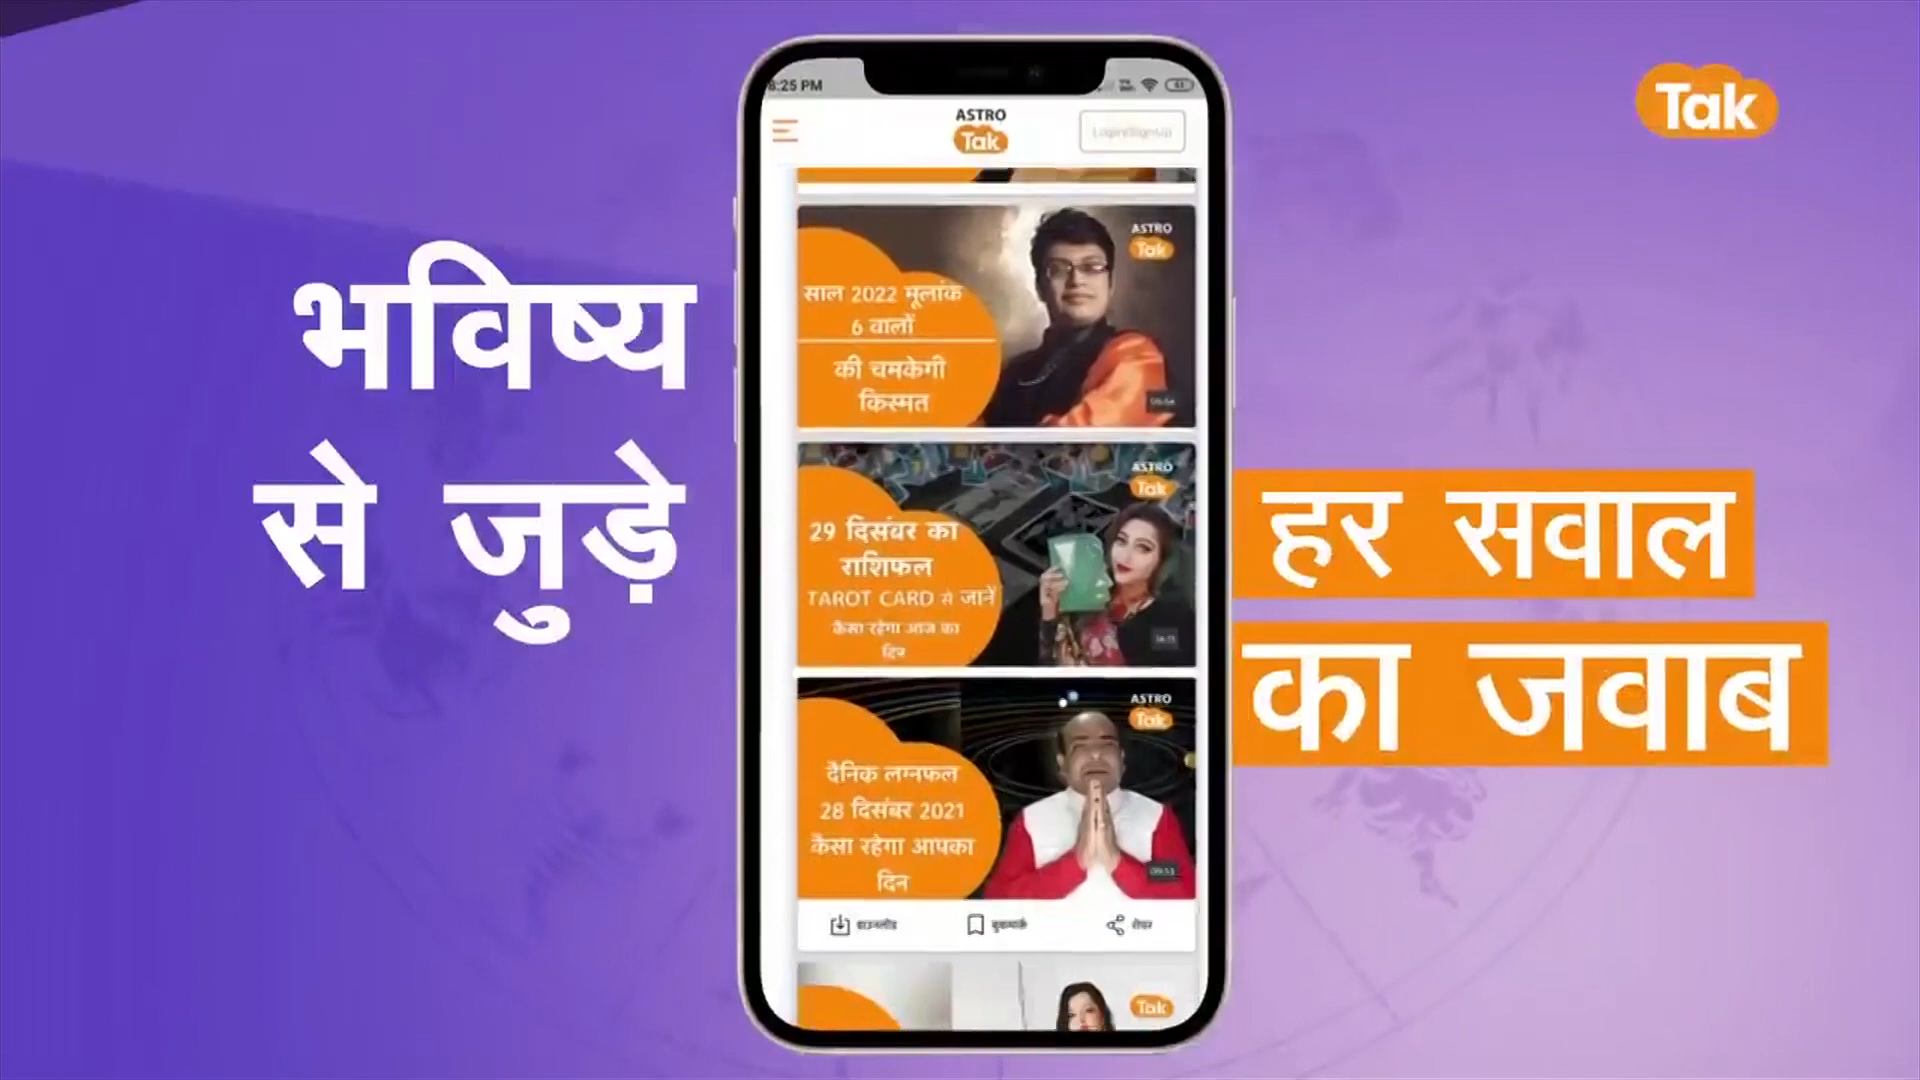 भविष्य
से जुड़े
8:25 PM
ASTRO
Tak
Login/SignUp
ASTRO
Tak
साल 2022 मूलांक
6 वालों
की चमकेगी
किस्मत
ASTRO
Tak
29 दिसंबर का
राशिफल
TAROT CARD से जानें
कैसा रहेगा आज का
दिन
ASTRO
Tak
दैनिक लग्नफल
28 दिसंबर 2021
कैसा रहेगा आपका
दिन
डाउनलोड
बुकमार्क
शेयर
Tak
Tak
हर सवाल
का जवाब